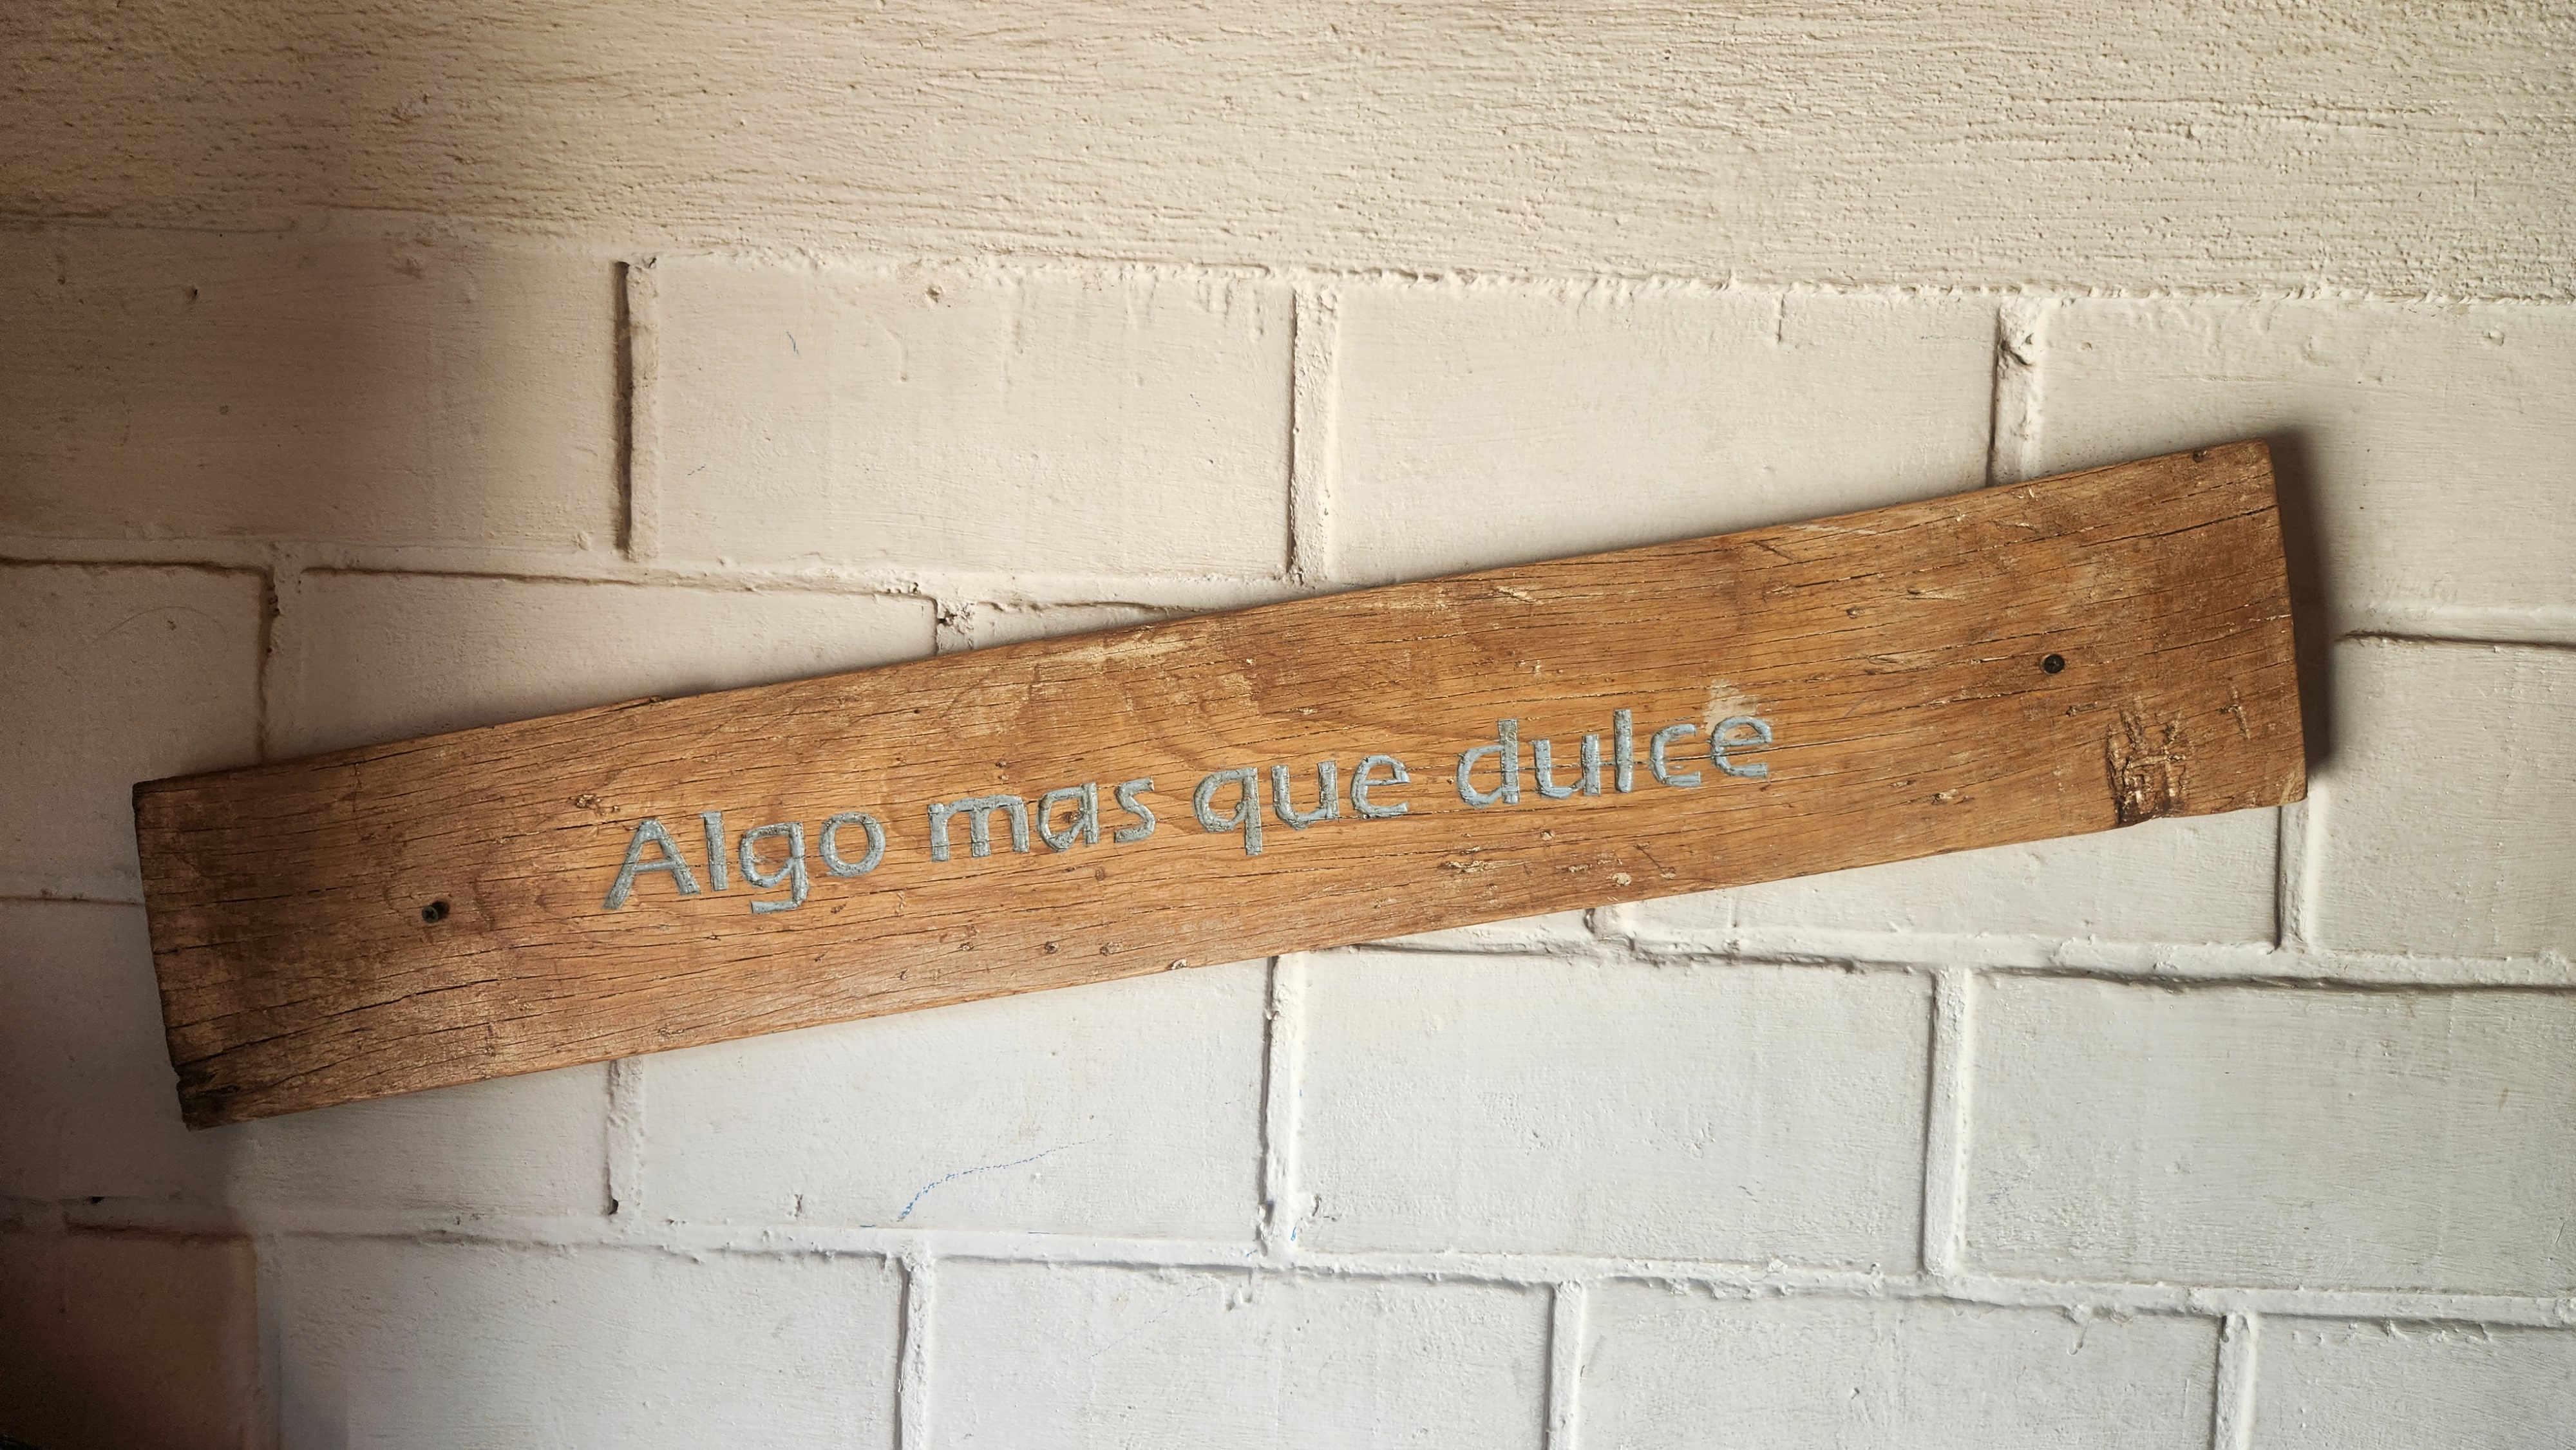 Algo mas que dulce